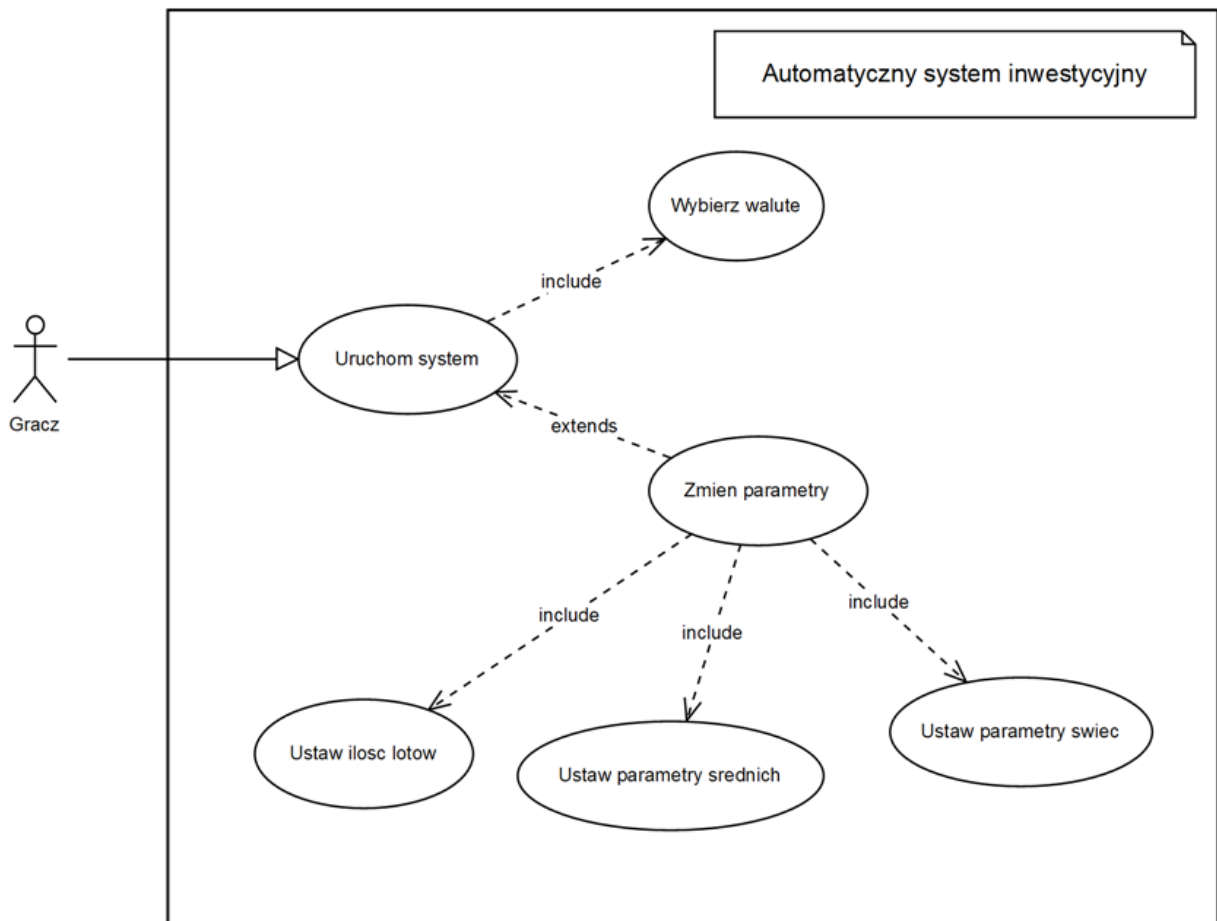 Automatyczny system inwestycyjny
Wybierz walute
include
Uruchom system
Gracz
extends
Zmien parametry
include
include
include
Ustaw ilosc lotow
Ustaw parametry srednich
Ustaw parametry swiec